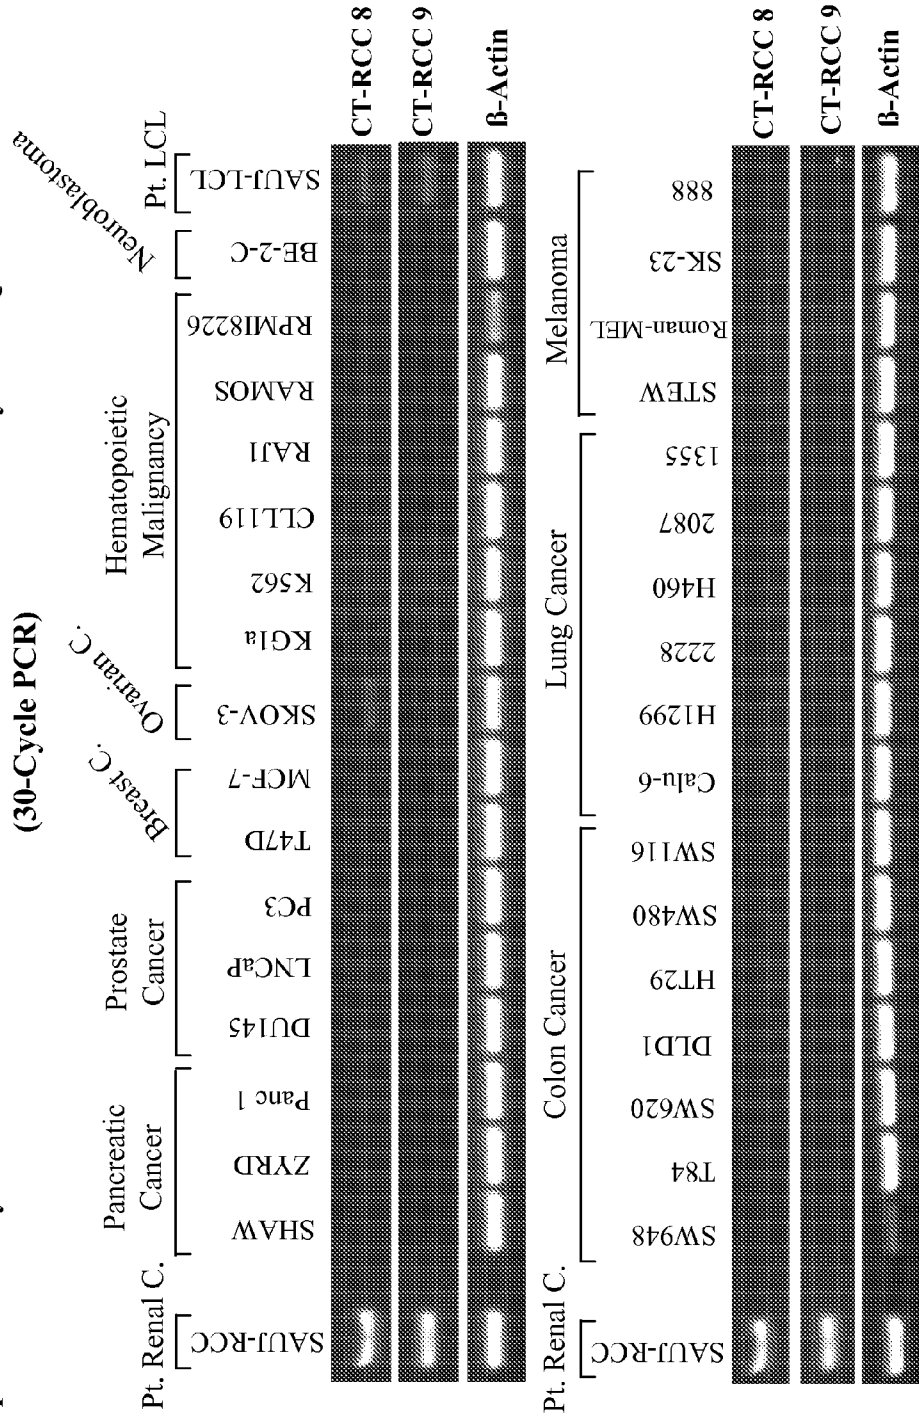 (30-Cycle PCR)
Pt. Renal C.
Pancreatic
Cancer
Prostate
Cancer
Breast C.
Ovarian C.
Hematopoietic
Malignancy
Neuroblastoma
Pt. LCL
SAUJ-RCC
SHAW
ZYRD
Panc 1
DU145
LNCaP
PC3
T47D
MCF-7
SKOV-3
KG1a
K562
CLL119
RAJ1
RAMOS
RPMI8226
BE-2-C
SAUJ-LCL
CT-RCC 8
CT-RCC 9
ß-Actin
Pt. Renal C.
Colon Cancer
Lung Cancer
Melanoma
SAUJ-RCC
SW948
T84
SW620
DLD1
HT29
SW480
SW116
Calu-6
H1299
2228
H460
2087
1355
STEW
Roman-MEL
SK-23
888
CT-RCC 8
CT-RCC 9
ß-Actin